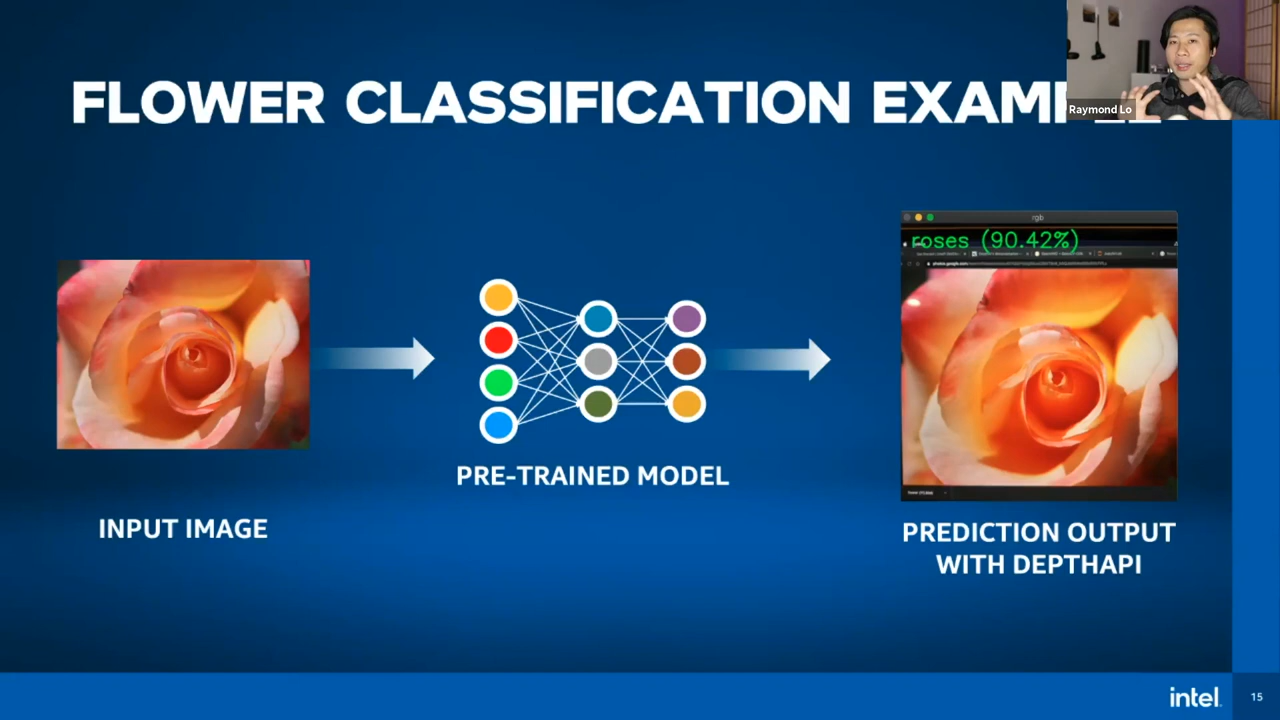 FLOWER CLASSIFICATION EXAMPLE
Raymond Lo
rgb
roses (90.42%)
INPUT IMAGE
PRE-TRAINED MODEL
PREDICTION OUTPUT
WITH DEPTHAPI
intel.
15